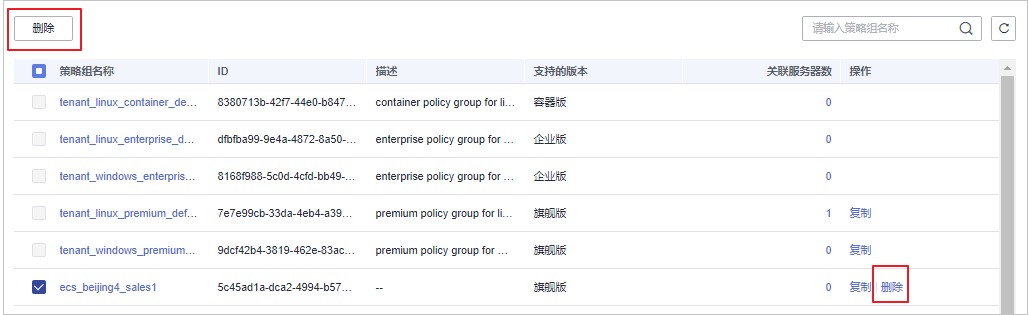 删除
请输入策略组名称
策略组名称 ID 描述 支持的版本 关联服务器数 操作
tenant_linux_container_de... 8380713b-42f7-44e0-b847... container policy group for li... 容器版 0
tenant_linux_enterprise_d... dfbfba99-9e4a-4872-8a50-... enterprise policy group for ... 企业版 0
tenant_windows_enterpris... 8168f988-5c0d-4cfd-bb49-... enterprise policy group for ... 企业版 0
tenant_linux_premium_def... 7e7e99cb-33da-4eb4-a39... premium policy group for li... 旗舰版 1 复制
tenant_windows_premium... 9dcf42b4-3819-462e-83ac... premium policy group for ... 旗舰版 0 复制
ecs_beijing4_sales1 5c45ad1a-dca2-4994-b57... -- 旗舰版 0 复制 删除